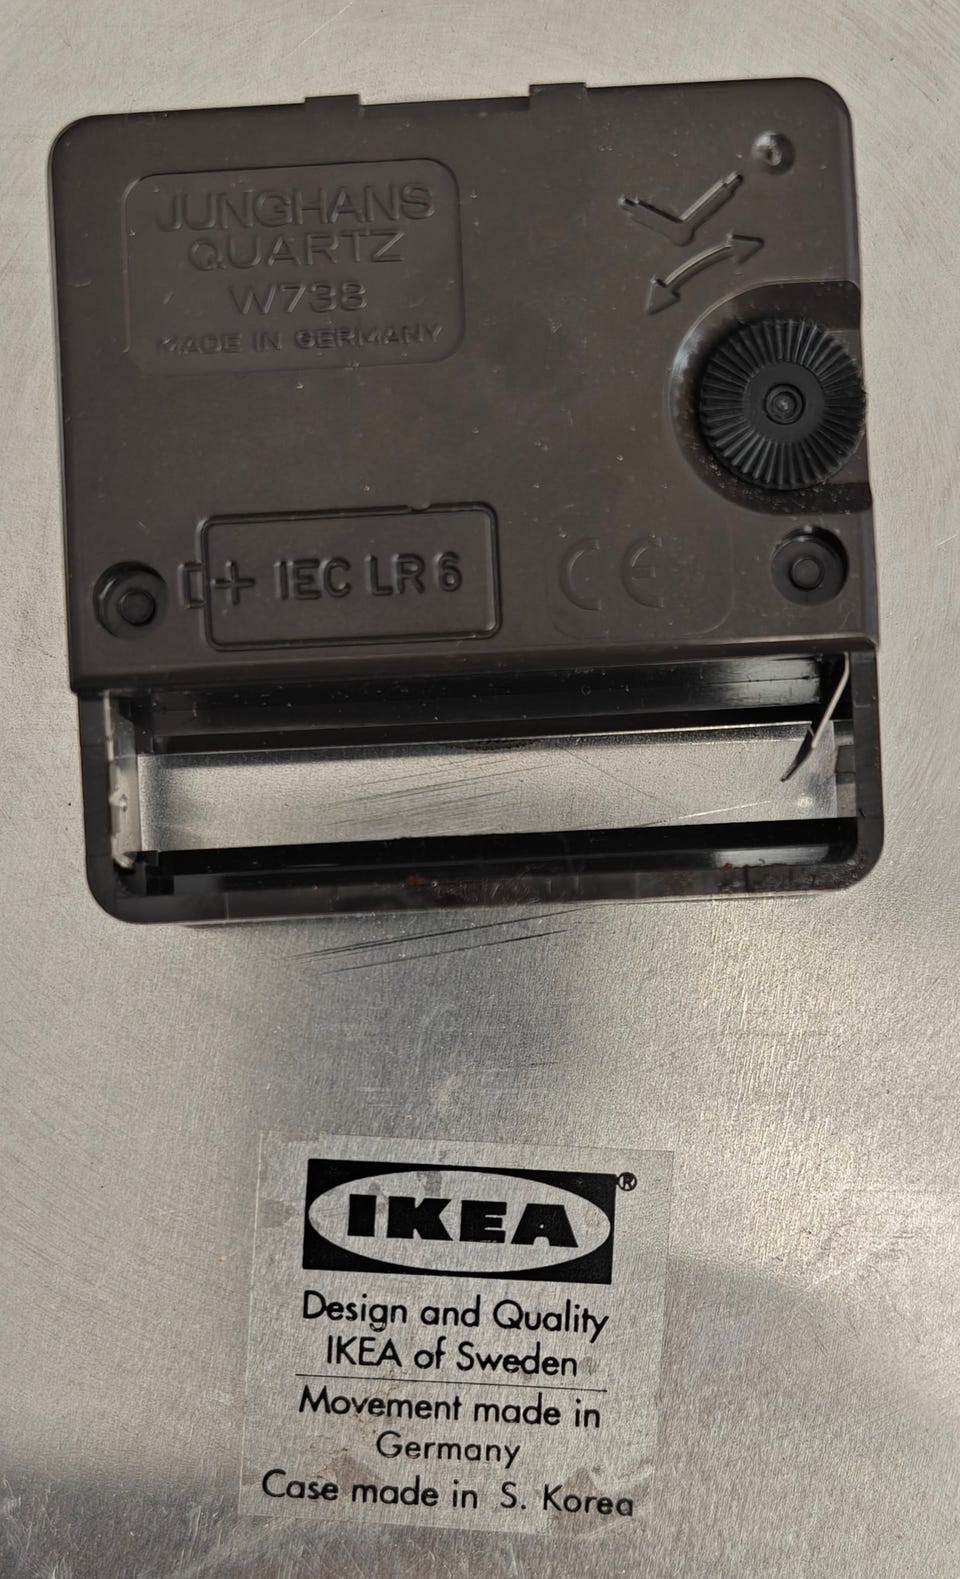 JUNGHANS
QUARTZ
W738
MADE IN GERMANY
+ IEC LR 6
CE
IKEA®
Design and Quality
IKEA of Sweden
Movement made in
Germany
Case made in S. Korea